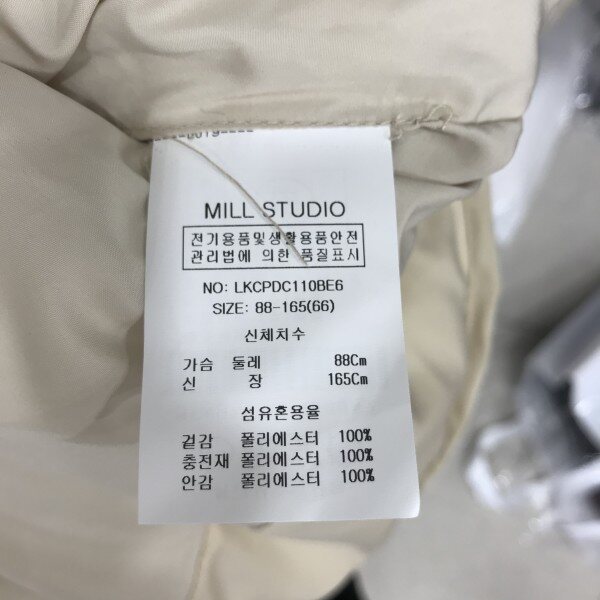 MILL STUDIO
전기용품및생활용품안전
관리법에 의한 품질표시
NO: LKCPDC110BE6
SIZE: 88-165(66)
신체치수
가슴 둘레 88Cm
신 장 165Cm
섬유혼용율
겉감 폴리에스터 100%
충전재 폴리에스터 100%
안감 폴리에스터 100%